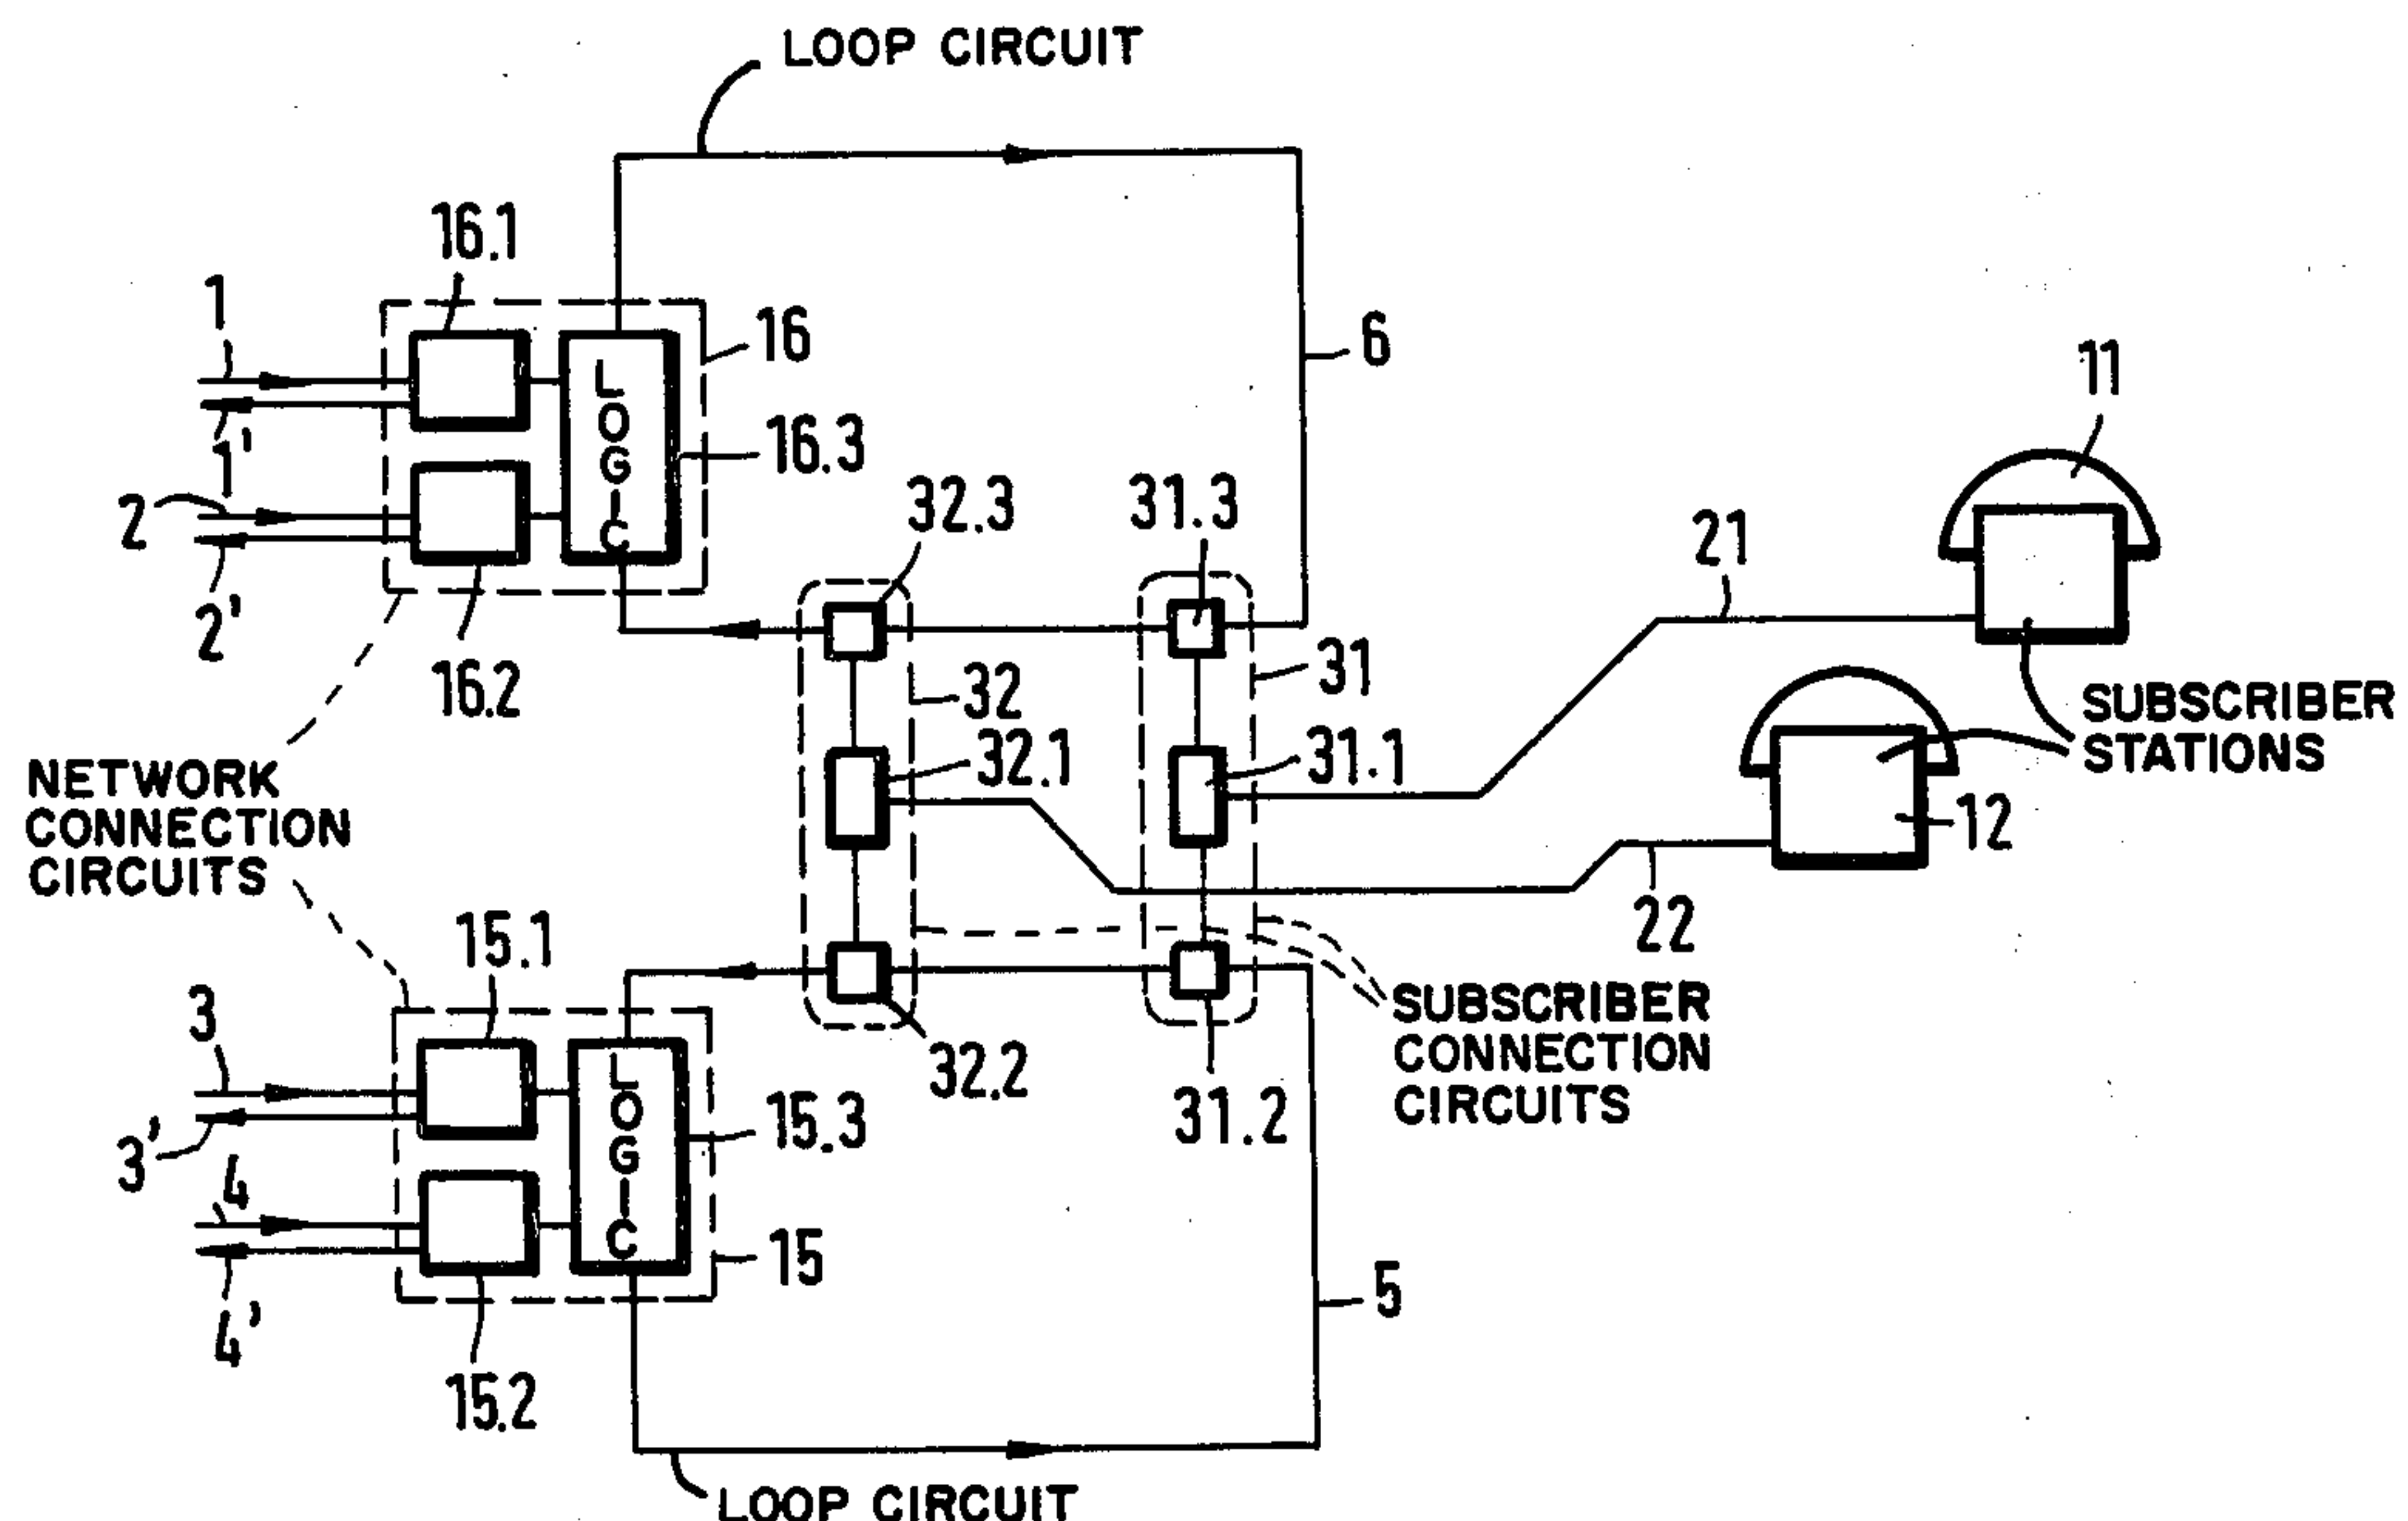 LOOP CIRCUIT
16.1
1
16
6
11
1'
16.3
2
32.3
31.3
21
2'
16.2
32
31
SUBSCRIBER
STATIONS
32.1
31.1
NETWORK
CONNECTION
CIRCUITS
12
22
15.1
3
SUBSCRIBER
CONNECTION
CIRCUITS
32.2
31.2
15.3
3'
4
15
5
4'
15.2
LOGIC
LOGIC
LOOP CIRCUIT